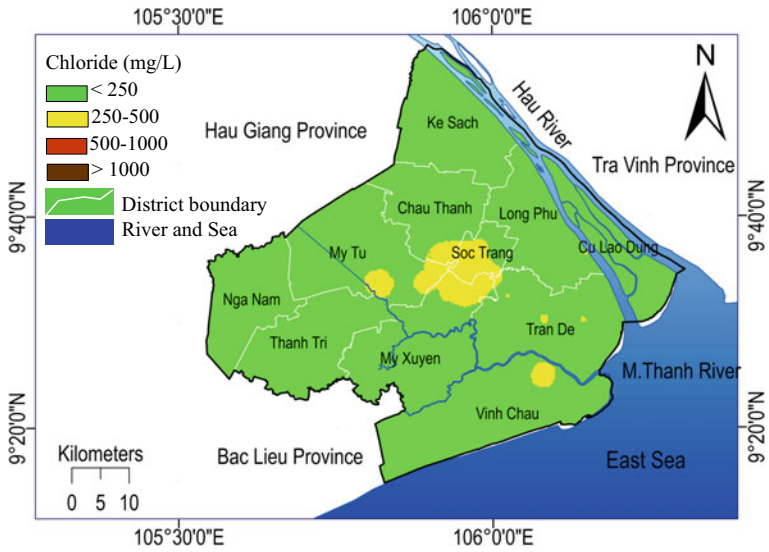 105°30'0"E
106°0'0"E
Chloride (mg/L)
< 250
250-500
500-1000
> 1000
District boundary
River and Sea
N
Hau River
Hau Giang Province
Tra Vinh Province
Ke Sach
Chau Thanh
Long Phu
Cu Lao Dung
My Tu
Soc Trang
Nga Nam
Thanh Tri
My Xuyen
Tran De
M.Thanh River
Vinh Chau
Bac Lieu Province
East Sea
Kilometers
0 5 10
9°40'0"N
9°20'0"N
9°40'0"N
9°20'0"N
105°30'0"E
106°0'0"E